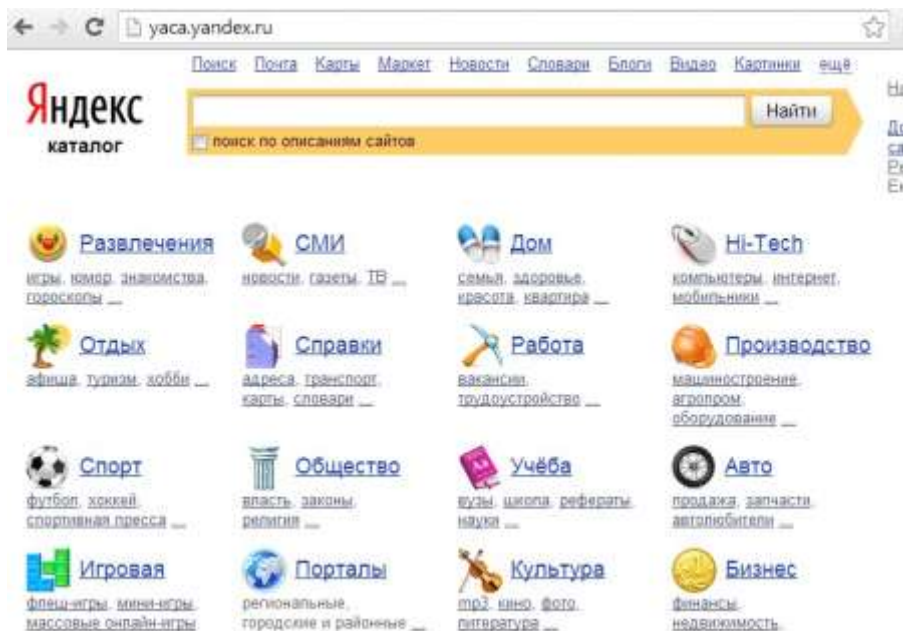 yaca.yandex.ru
Поиск Почта Карты Маркет Новости Словари Блоги Видео Картинки ещё
Яндекс
каталог
Найти
поиск по описаниям сайтов
Развлечения
игры, юмор, знакомства,
гороскопы ...
СМИ
новости, газеты, ТВ ...
Дом
семья, здоровье,
красота, квартира ...
Hi-Tech
компьютеры, интернет,
мобильники ...
Отдых
афиша, туризм, хобби ...
Справки
адреса, транспорт,
карты, словари ...
Работа
вакансии,
трудоустройство ...
Производство
машиностроение,
агропром,
оборудование ...
Спорт
футбол, хоккей,
спортивная пресса ...
Общество
власть, законы,
религия ...
Учёба
вузы, школа, рефераты,
науки ...
Авто
продажа, запчасти,
автолюбители ...
Игровая
флеш-игры, мини-игры,
массовые онлайн-игры
Порталы
региональные,
городские и районные ...
Культура
mp3, кино, фото,
литература ...
Бизнес
финансы,
недвижимость,